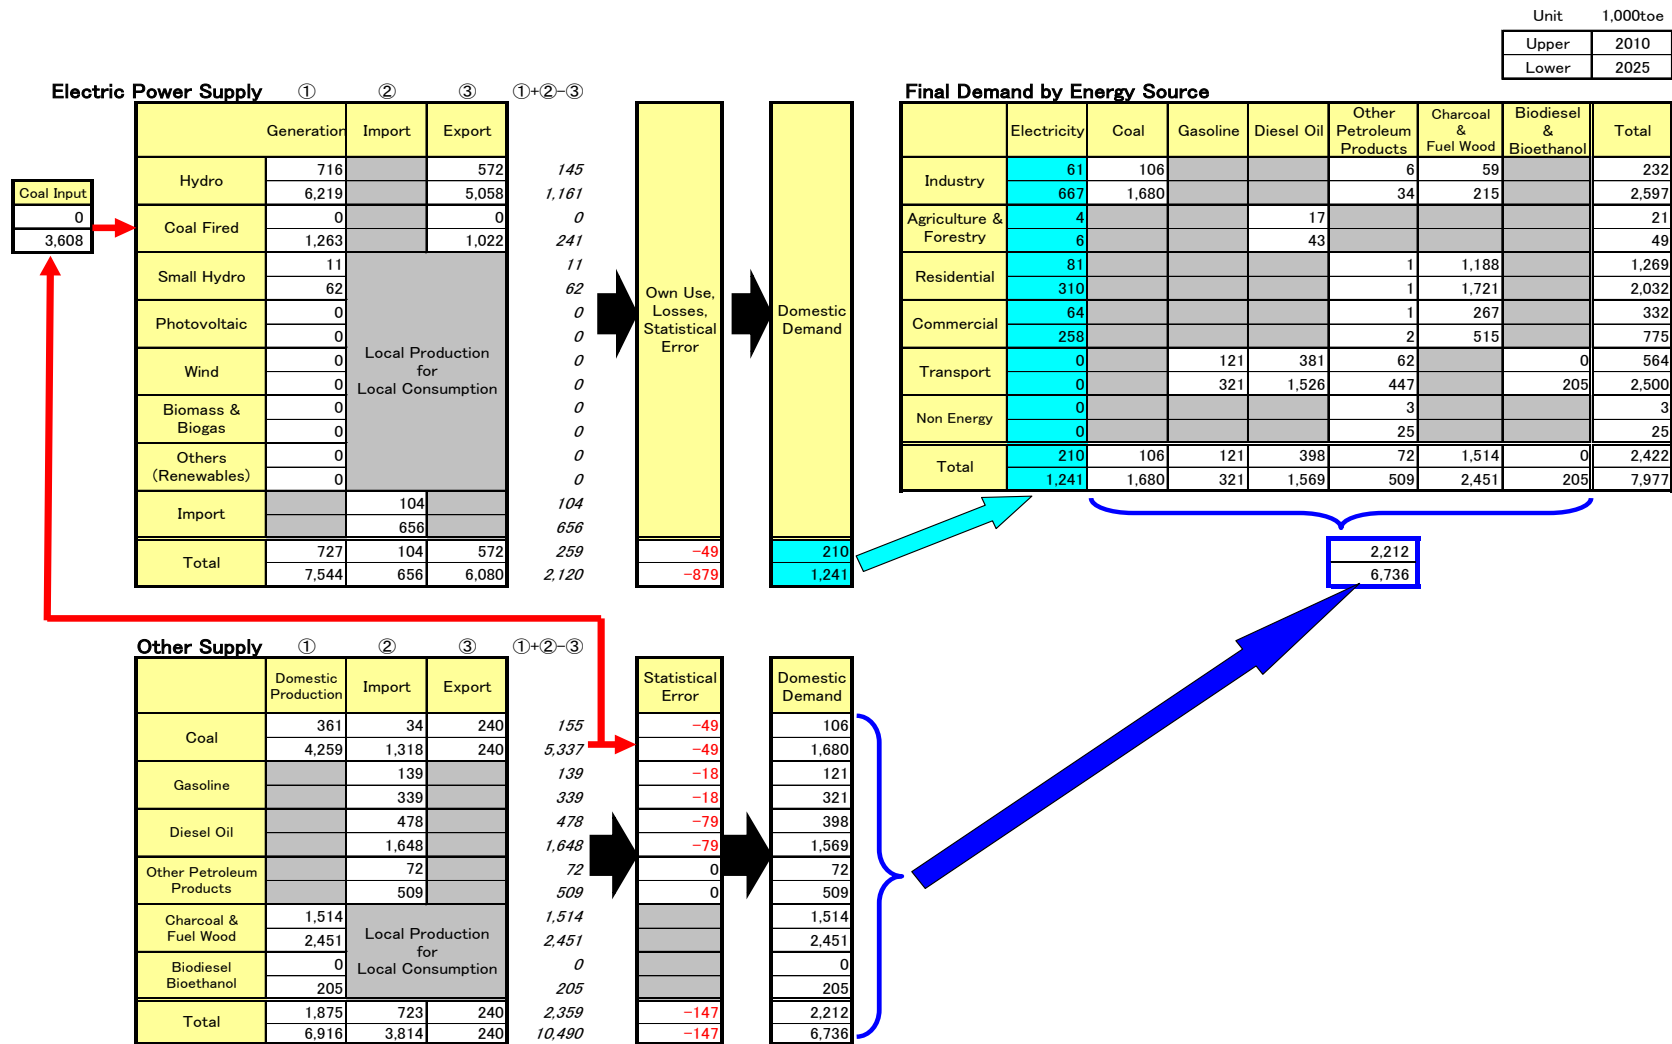 Unit 1,000toe
Upper 2010
Lower 2025
Electric Power Supply ① ② ③ ①+②-③
Generation Import Export
Hydro
716 572 145
6,219 5,058 1,161
Coal Input
0
3,608
Coal Fired
0 0 0
1,263 1,022 241
Small Hydro
11 11
62 62
Photovoltaic
0 0
0 0
Wind
0 0
0 0
Biomass &
Biogas
0 0
0 0
Others
(Renewables)
0 0
0 0
Local Production
for
Local Consumption
Import
104 104
656 656
Total
727 104 572 259
7,544 656 6,080 2,120
Own Use,
Losses,
Statistical
Error
-49
-879
Domestic
Demand
210
1,241
Final Demand by Energy Source
Electricity Coal Gasoline Diesel Oil
Other
Petroleum
Products
Charcoal
&
Fuel Wood
Biodiesel
&
Bioethanol
Total
Industry
61 106 6 59 232
667 1,680 34 215 2,597
Agriculture &
Forestry
4 17 21
6 43 49
Residential
81 1 1,188 1,269
310 1 1,721 2,032
Commercial
64 1 267 332
258 2 515 775
Transport
0 121 381 62 0 564
0 321 1,526 447 205 2,500
Non Energy
0 3 3
0 25 25
Total
210 106 121 398 72 1,514 0 2,422
1,241 1,680 321 1,569 509 2,451 205 7,977
2,212
6,736
Other Supply ① ② ③ ①+②-③
Domestic
Production
Import Export
Statistical
Error
Domestic
Demand
Coal
361 34 240 155 -49 106
4,259 1,318 240 5,337 -49 1,680
Gasoline
139 139 -18 121
339 339 -18 321
Diesel Oil
478 478 -79 398
1,648 1,648 -79 1,569
Other Petroleum
Products
72 72 0 72
509 509 0 509
Charcoal &
Fuel Wood
1,514 1,514 1,514
2,451 2,451 2,451
Biodiesel
Bioethanol
0 0 0
205 205 205
Local Production
for
Local Consumption
Total
1,875 723 240 2,359 -147 2,212
6,916 3,814 240 10,490 -147 6,736